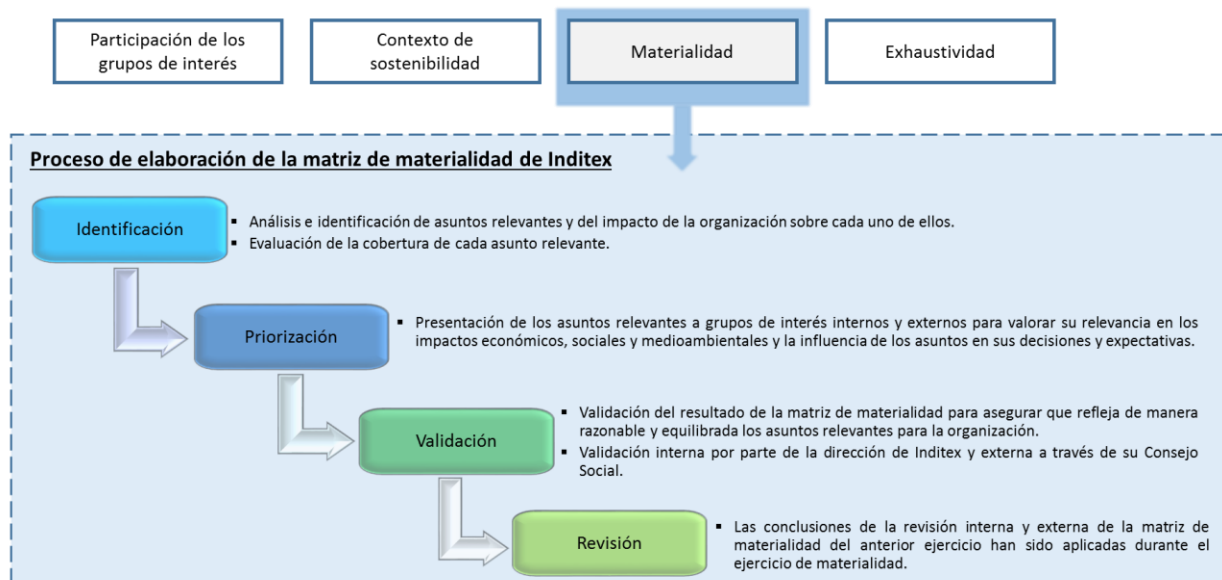 Participación de los
grupos de interés
Contexto de
sostenibilidad
Materialidad
Exhaustividad
Proceso de elaboración de la matriz de materialidad de Inditex
Identificación
▪ Análisis e identificación de asuntos relevantes y del impacto de la organización sobre cada uno de ellos.
▪ Evaluación de la cobertura de cada asunto relevante.
Priorización
▪ Presentación de los asuntos relevantes a grupos de interés internos y externos para valorar su relevancia en los
impactos económicos, sociales y medioambientales y la influencia de los asuntos en sus decisiones y expectativas.
Validación
▪ Validación del resultado de la matriz de materialidad para asegurar que refleja de manera
razonable y equilibrada los asuntos relevantes para la organización.
▪ Validación interna por parte de la dirección de Inditex y externa a través de su Consejo
Social.
Revisión
▪ Las conclusiones de la revisión interna y externa de la matriz de
materialidad del anterior ejercicio han sido aplicadas durante el
ejercicio de materialidad.